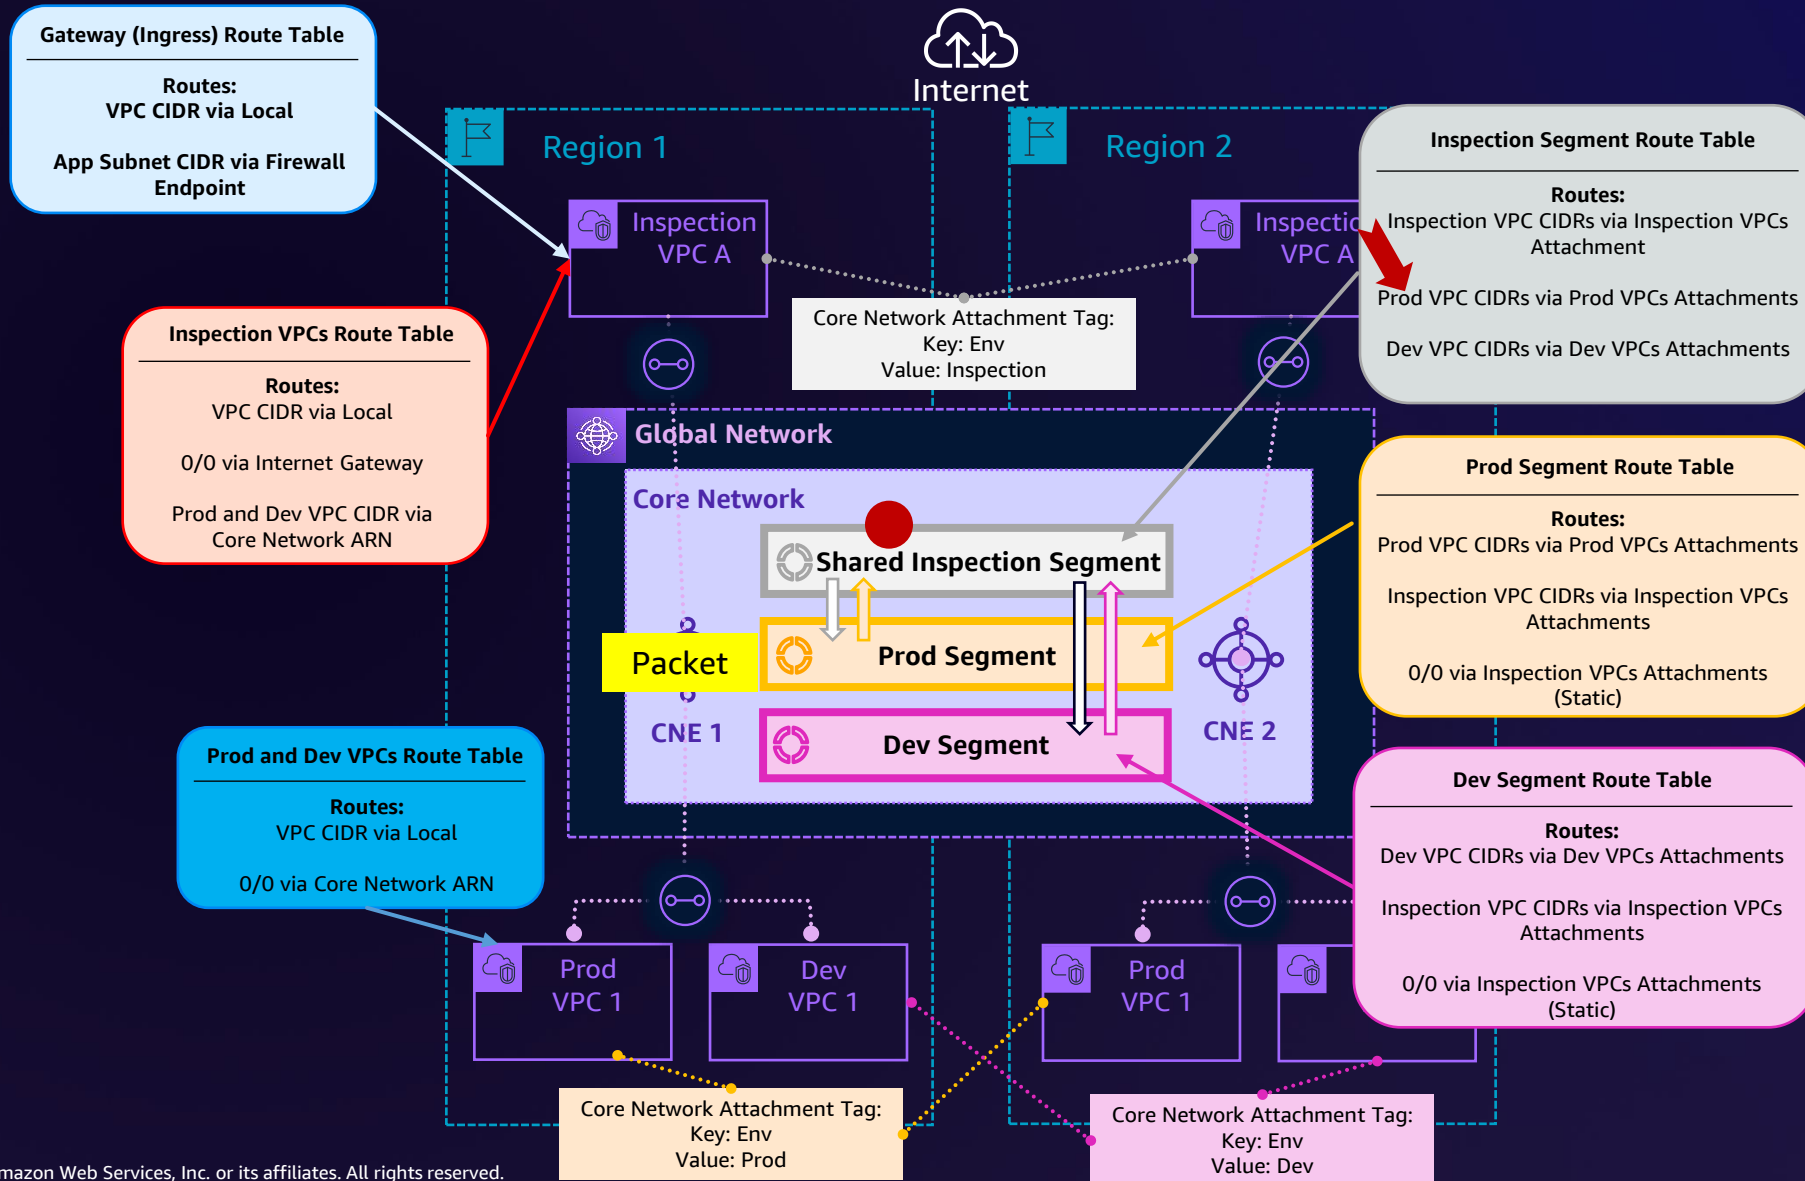 Gateway (Ingress) Route Table
Routes:
VPC CIDR via Local
App Subnet CIDR via Firewall
Endpoint
Internet
Region 1
Region 2
Inspection
VPC A
Inspectio
VPC A
Core Network Attachment Tag:
Key: Env
Value: Inspection
Inspection Segment Route Table
Routes:
Inspection VPC CIDRs via Inspection VPCs
Attachment
Prod VPC CIDRs via Prod VPCs Attachments
Dev VPC CIDRs via Dev VPCs Attachments
Inspection VPCs Route Table
Routes:
VPC CIDR via Local
0/0 via Internet Gateway
Prod and Dev VPC CIDR via
Core Network ARN
Global Network
Core Network
Shared Inspection Segment
Packet
Prod Segment
Dev Segment
CNE 1
CNE 2
Prod Segment Route Table
Routes:
Prod VPC CIDRs via Prod VPCs Attachments
Inspection VPC CIDRs via Inspection VPCs
Attachments
0/0 via Inspection VPCs Attachments
(Static)
Prod and Dev VPCs Route Table
Routes:
VPC CIDR via Local
0/0 via Core Network ARN
Dev Segment Route Table
Routes:
Dev VPC CIDRs via Dev VPCs Attachments
Inspection VPC CIDRs via Inspection VPCs
Attachments
0/0 via Inspection VPCs Attachments
(Static)
Prod
VPC 1
Dev
VPC 1
Prod
VPC 1
Core Network Attachment Tag:
Key: Env
Value: Prod
Core Network Attachment Tag:
Key: Env
Value: Dev
mazon Web Services, Inc. or its affiliates. All rights reserved.